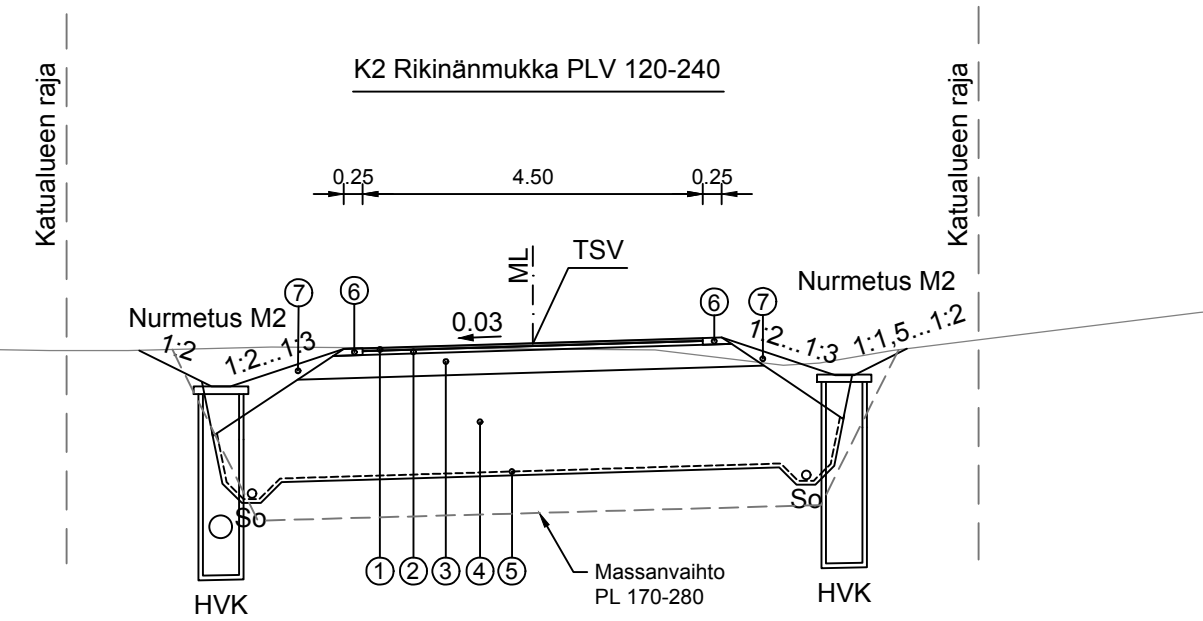 K2 Rikinänmukka PLV 120-240
Katualueen raja
Katualueen raja
0.25
4.50
0.25
ML
TSV
Nurmetus M2
7
6
0.03
6
7
Nurmetus M2
1:2
1:2...1:3
1:2...1:3
1:1,5...1:2
So
So
1
2
3
4
5
Massanvaihto
PL 170-280
HVK
HVK